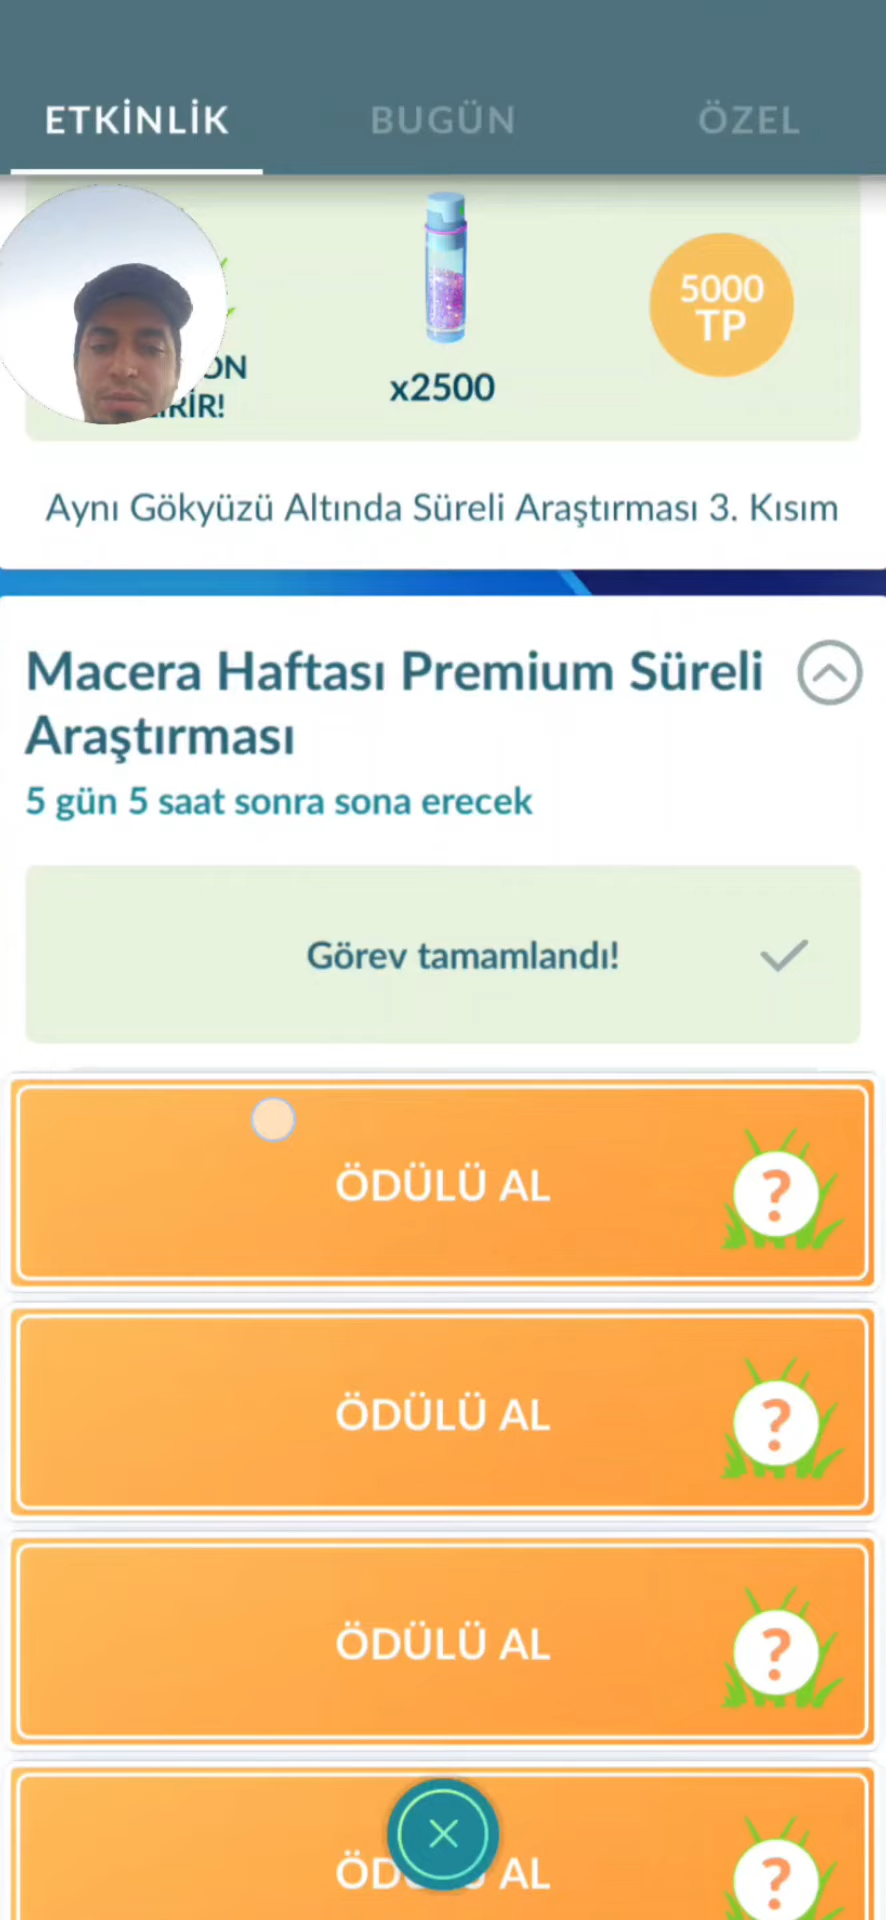 ETKİNLİK BUGÜN ÖZEL
5000
TP
x2500
Aynı Gökyüzü Altında Süreli Araştırması 3. Kısım
Macera Haftası Premium Süreli
Araştırması
5 gün 5 saat sonra sona erecek
Görev tamamlandı!
ÖDÜLÜ AL ?
ÖDÜLÜ AL ?
ÖDÜLÜ AL ?
AL ?